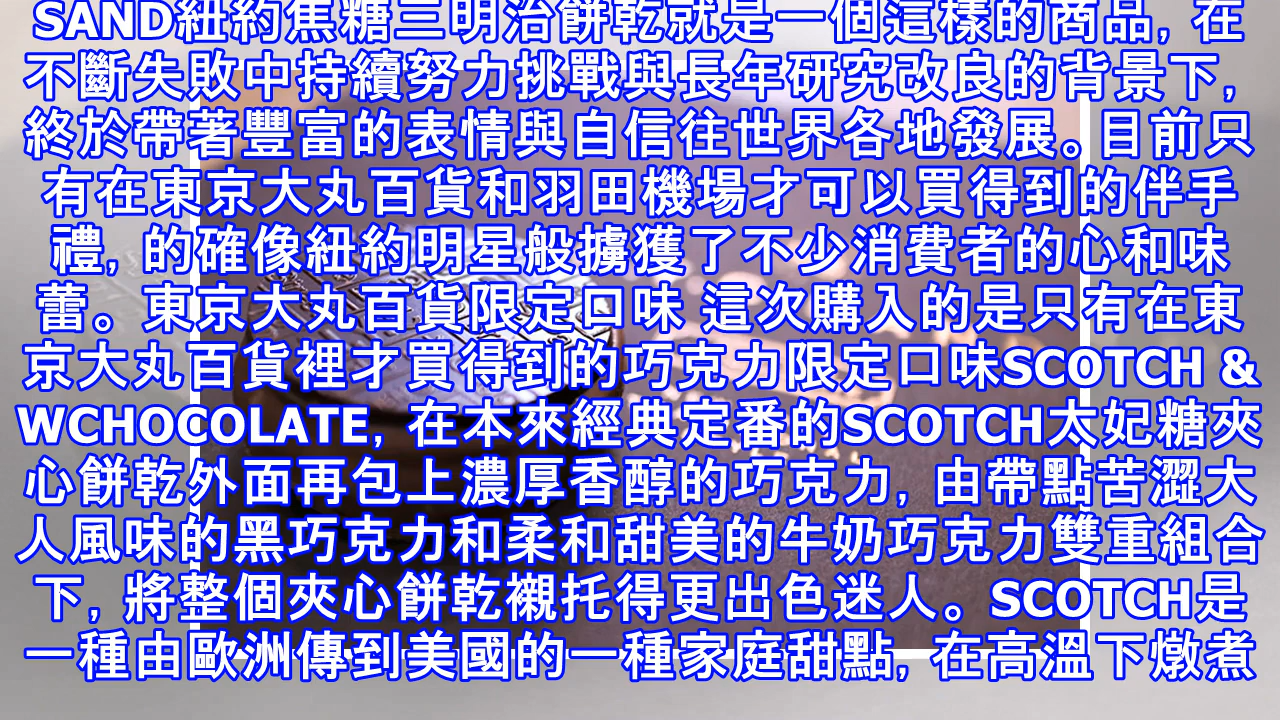 SAND紐約焦糖三明治餅乾就是一個這樣的商品, 在
不斷失敗中持續努力挑戰與長年研究改良的背景下,
終於帶著豐富的表情與自信往世界各地發展。目前只
有在東京大丸百貨和羽田機場才可以買得到的伴手
禮, 的確像紐約明星般擄獲了不少消費者的心和味
蕾。東京大丸百貨限定口味 這次購入的是只有在東
京大丸百貨裡才買得到的巧克力限定口味SCOTCH &
WCHOCOLATE, 在本來經典定番的SCOTCH太妃糖夾
心餅乾外面再包上濃厚香醇的巧克力, 由帶點苦澀大
人風味的黑巧克力和柔和甜美的牛奶巧克力雙重組合
下, 將整個夾心餅乾襯托得更出色迷人。SCOTCH是
一種由歐洲傳到美國的一種家庭甜點, 在高溫下燉煮